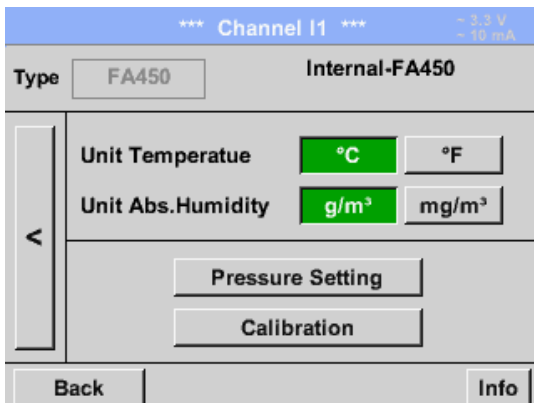 *** Channel I1 ***
~ 3.3 V
~ 10 mA
Type FA450 Internal-FA450
Unit Temperatue °C °F
Unit Abs.Humidity g/m³ mg/m³
<
Pressure Setting
Calibration
Back Info